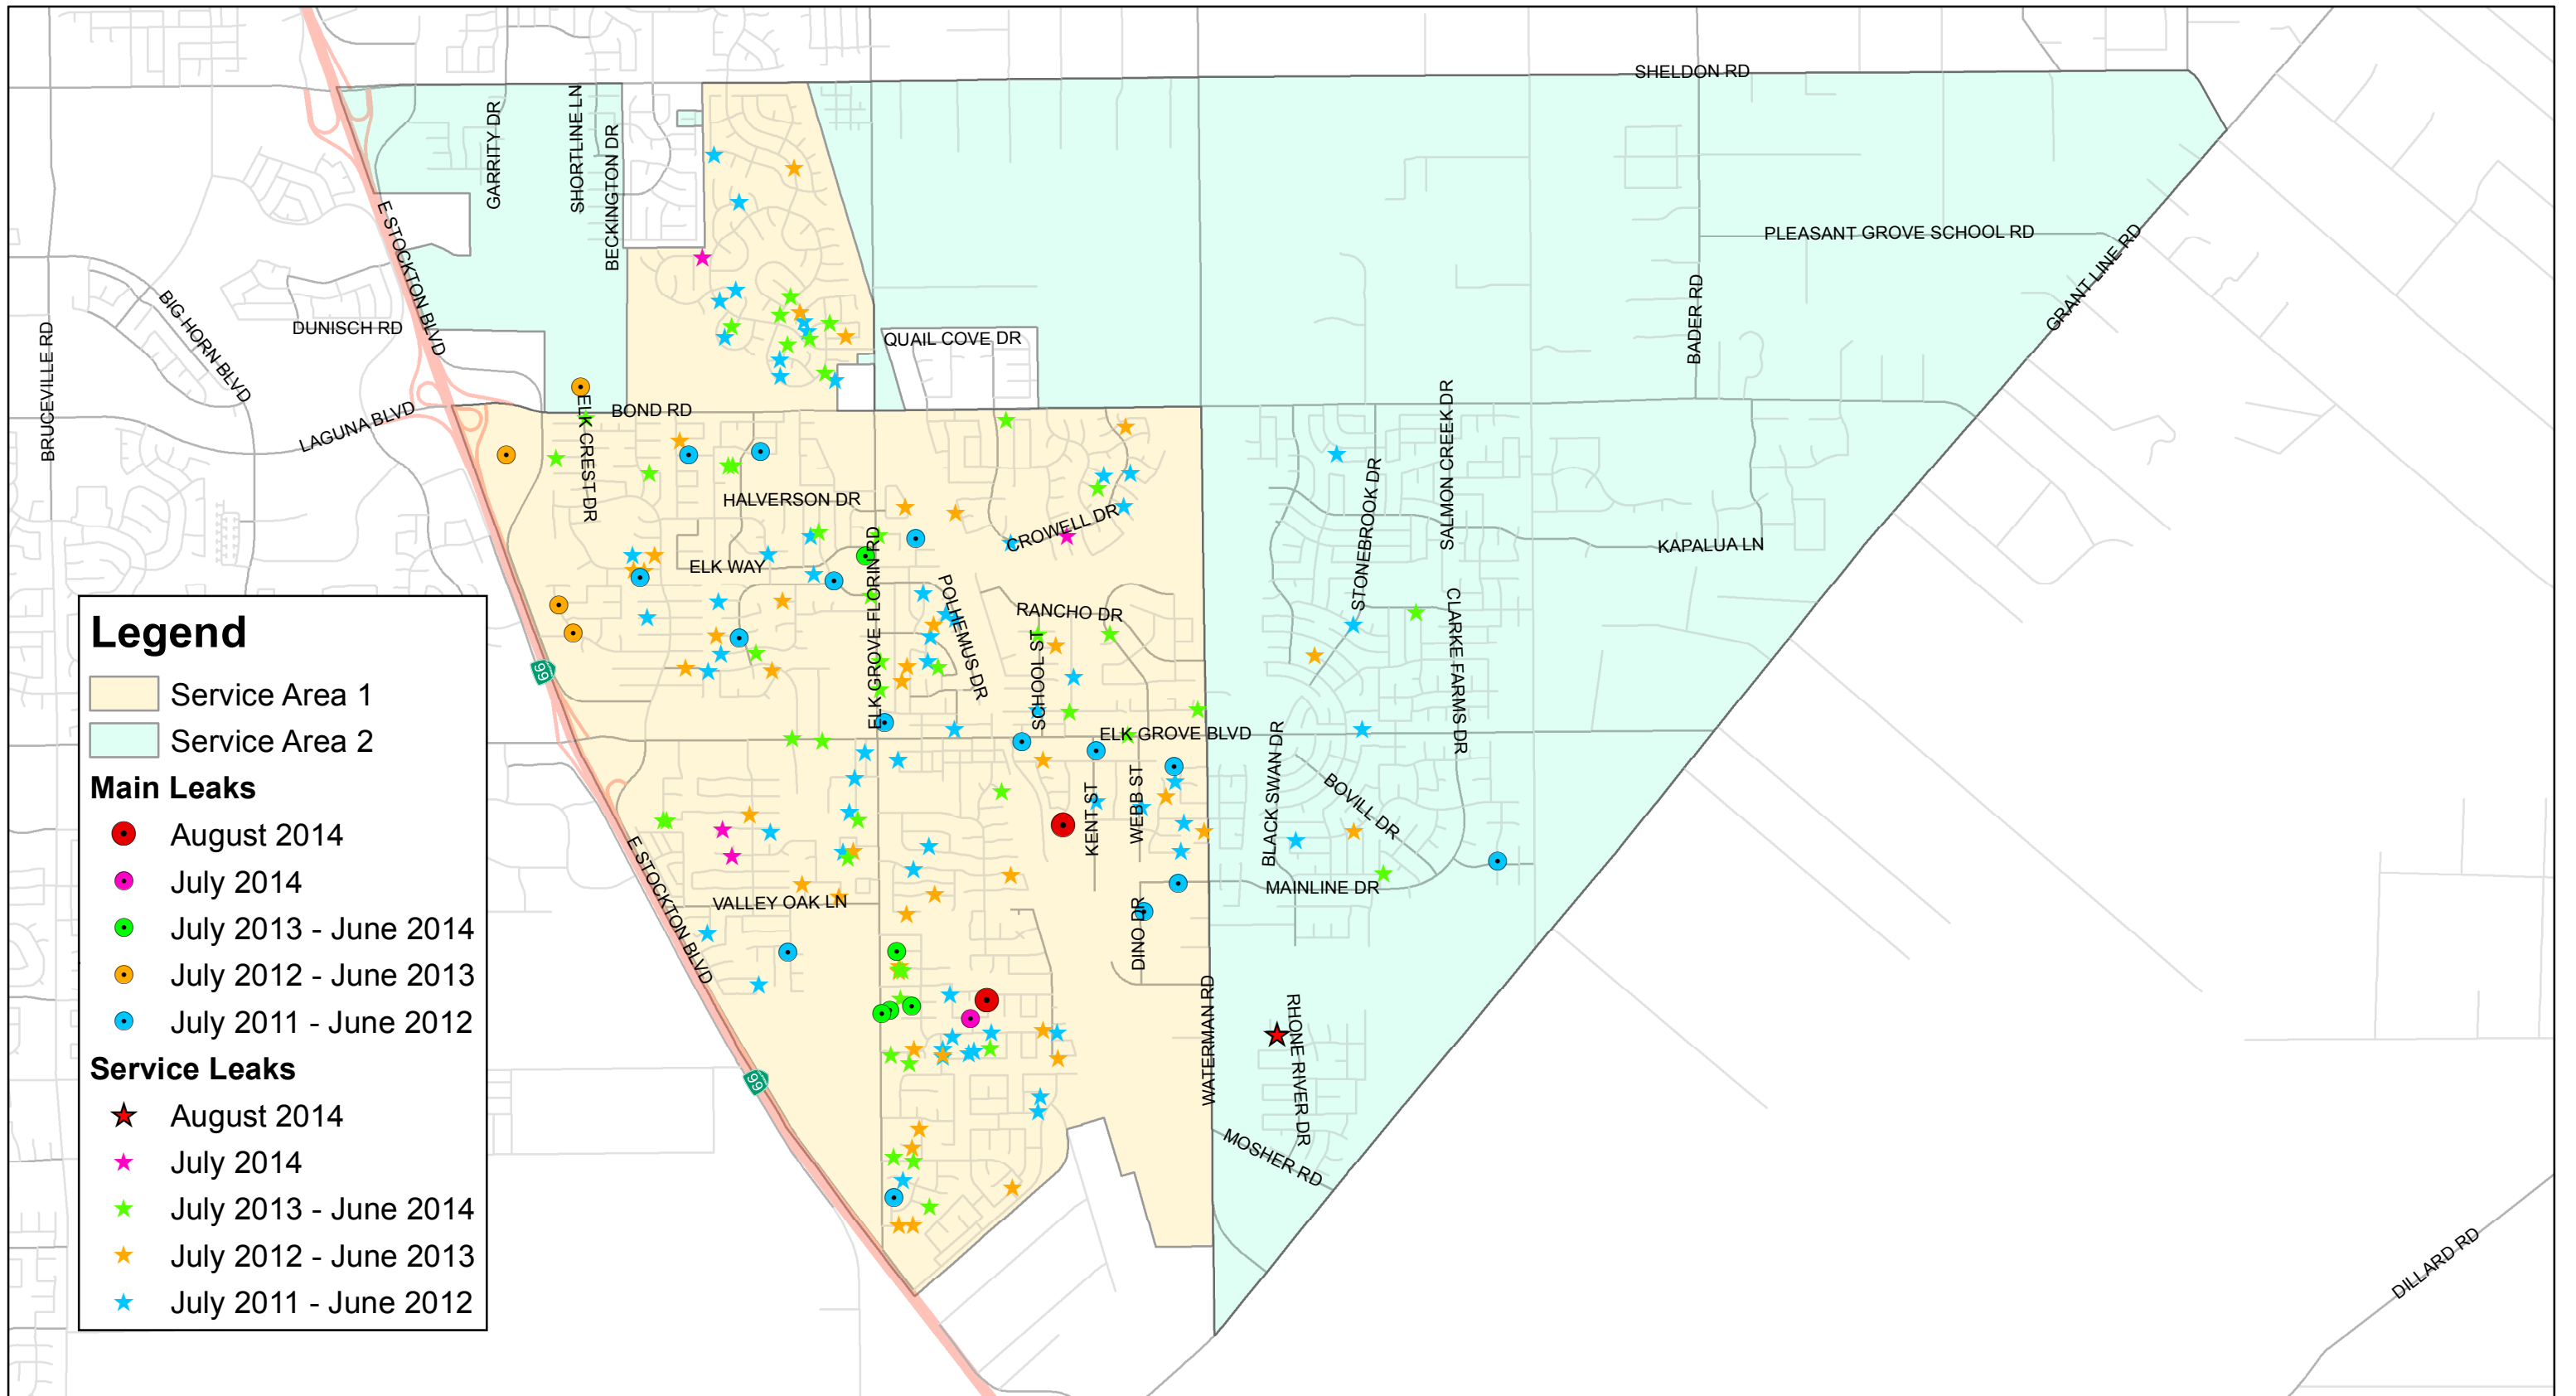 SHELDON RD
GARRITY DR
SHORTLINE LN
BECKINGTON DR
E STOCKTON BLVD
PLEASANT GROVE SCHOOL RD
GRANT LINE RD
BADER RD
BIG HORN BLVD
DUNISCH RD
BRUCEVILLE RD
QUAIL COVE DR
LAGUNA BLVD
BOND RD
ELK CREST DR
HALVERSON DR
SALMON CREEK DR
STONEBROOK DR
CROWELL DR
KAPALUA LN
ELK WAY
ELK GROVE FLORIN RD
POLHEMUS DR
RANCHO DR
SCHOOL ST
CLARKE FARMS DR
99
ELK GROVE BLVD
BLACK SWAN DR
BOVILL DR
KENT ST
WEBB ST
E STOCKTON BLVD
MAINLINE DR
VALLEY OAK LN
DINO DR
WATERMAN RD
RHONE RIVER DR
99
MOSHER RD
DILLARD RD
Legend
Service Area 1
Service Area 2
Main Leaks
August 2014
July 2014
July 2013 - June 2014
July 2012 - June 2013
July 2011 - June 2012
Service Leaks
August 2014
July 2014
July 2013 - June 2014
July 2012 - June 2013
July 2011 - June 2012